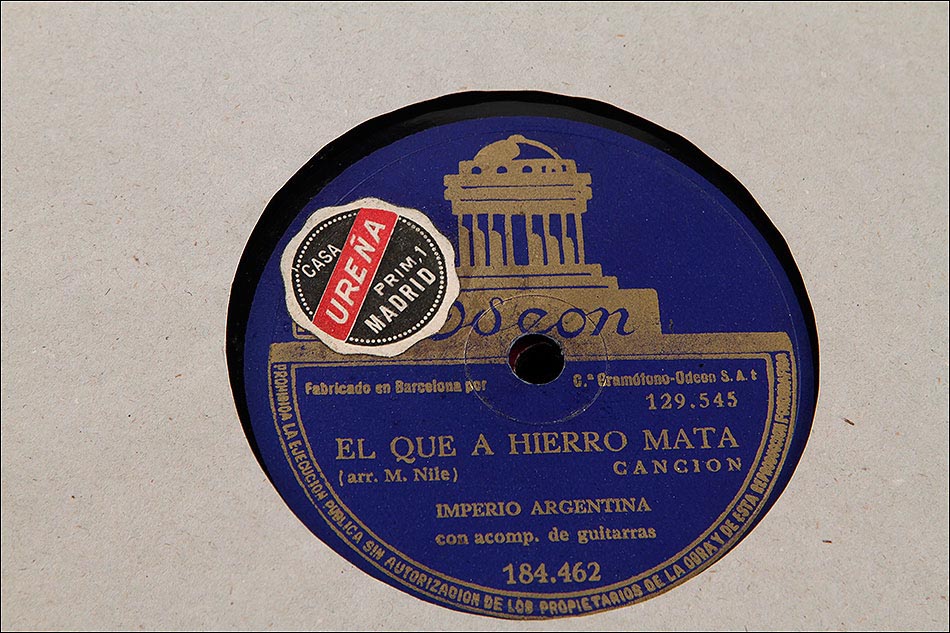 CASA
UREÑA
PRIM, 1
MADRID
Odeon
Fabricado en Barcelona por C.ª Gramófono-Odeon S.A.E
129.545
EL QUE A HIERRO MATA
(arr. M. Nile) CANCION
IMPERIO ARGENTINA
con acomp. de guitarras
184.462
PROHIBIDA LA EJECUCION PUBLICA SIN AUTORIZACION DE LOS PROPIETARIOS DE LA OBRA Y DE ESTA REPRODUCCION FONOGRAFICA